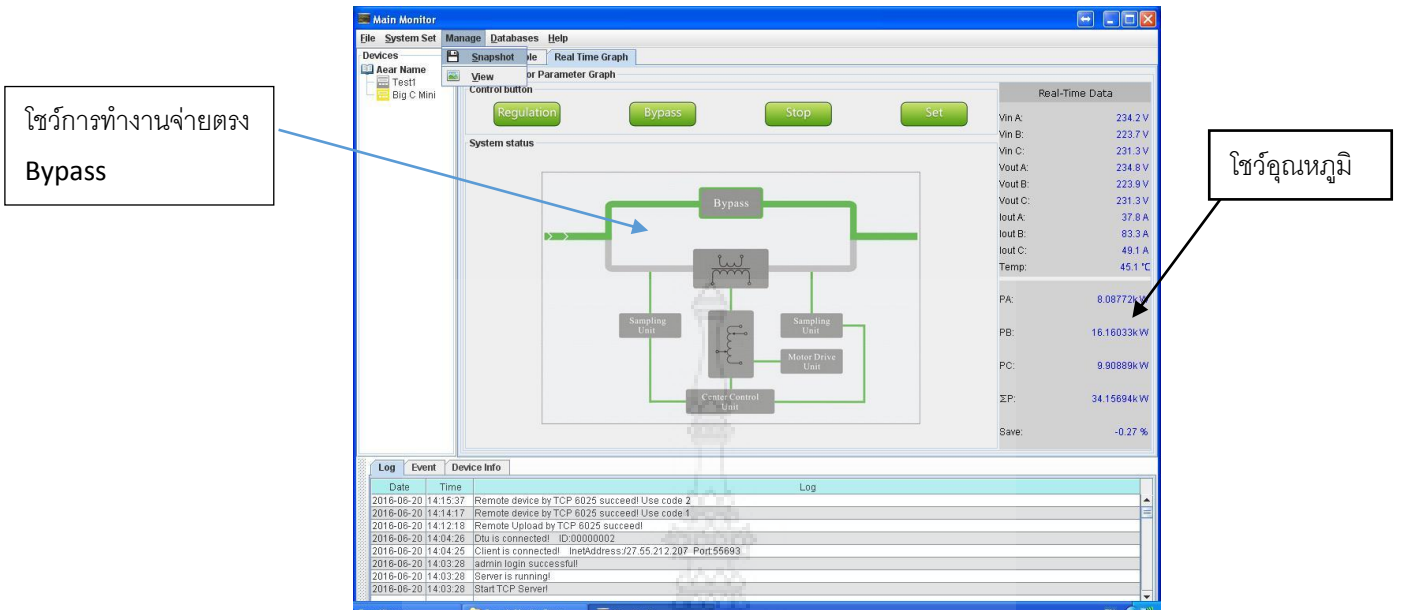 Main Monitor
File System Set Manage Databases Help
Devices
Snapshot
View
Real Time Graph
Aear Name
Test1
Big C Mini
or Parameter Graph
Control button
Regulation Bypass Stop Set
System status
โชว์การทำงานจ่ายตรง
Bypass
Bypass
Sampling
Unit
Sampling
Unit
Motor Drive
Unit
Center Control
Unit
Real-Time Data
Vin A: 234.2 V
Vin B: 223.7 V
Vin C: 231.3 V
Vout A: 234.8 V
Vout B: 223.9 V
Vout C: 231.3 V
Iout A: 37.8 A
Iout B: 83.3 A
Iout C: 49.1 A
Temp: 45.1 °C
PA: 8.08772kW
PB: 16.16033kW
PC: 9.90889kW
ΣP: 34.15694kW
Save: -0.27 %
โชว์อุณหภูมิ
Log Event Device Info
Date Time Log
2016-06-20 14:15:37 Remote device by TCP 6025 succeed! Use code 2
2016-06-20 14:14:17 Remote device by TCP 6025 succeed! Use code 1
2016-06-20 14:12:18 Remote Upload by TCP 6025 succeed!
2016-06-20 14:04:26 Dtu is connected! ID:00000002
2016-06-20 14:04:25 Client is connected! InetAddress:/27.55.212.207 Port:55693
2016-06-20 14:03:28 admin login successful!
2016-06-20 14:03:28 Server is running!
2016-06-20 14:03:28 Start TCP Server!